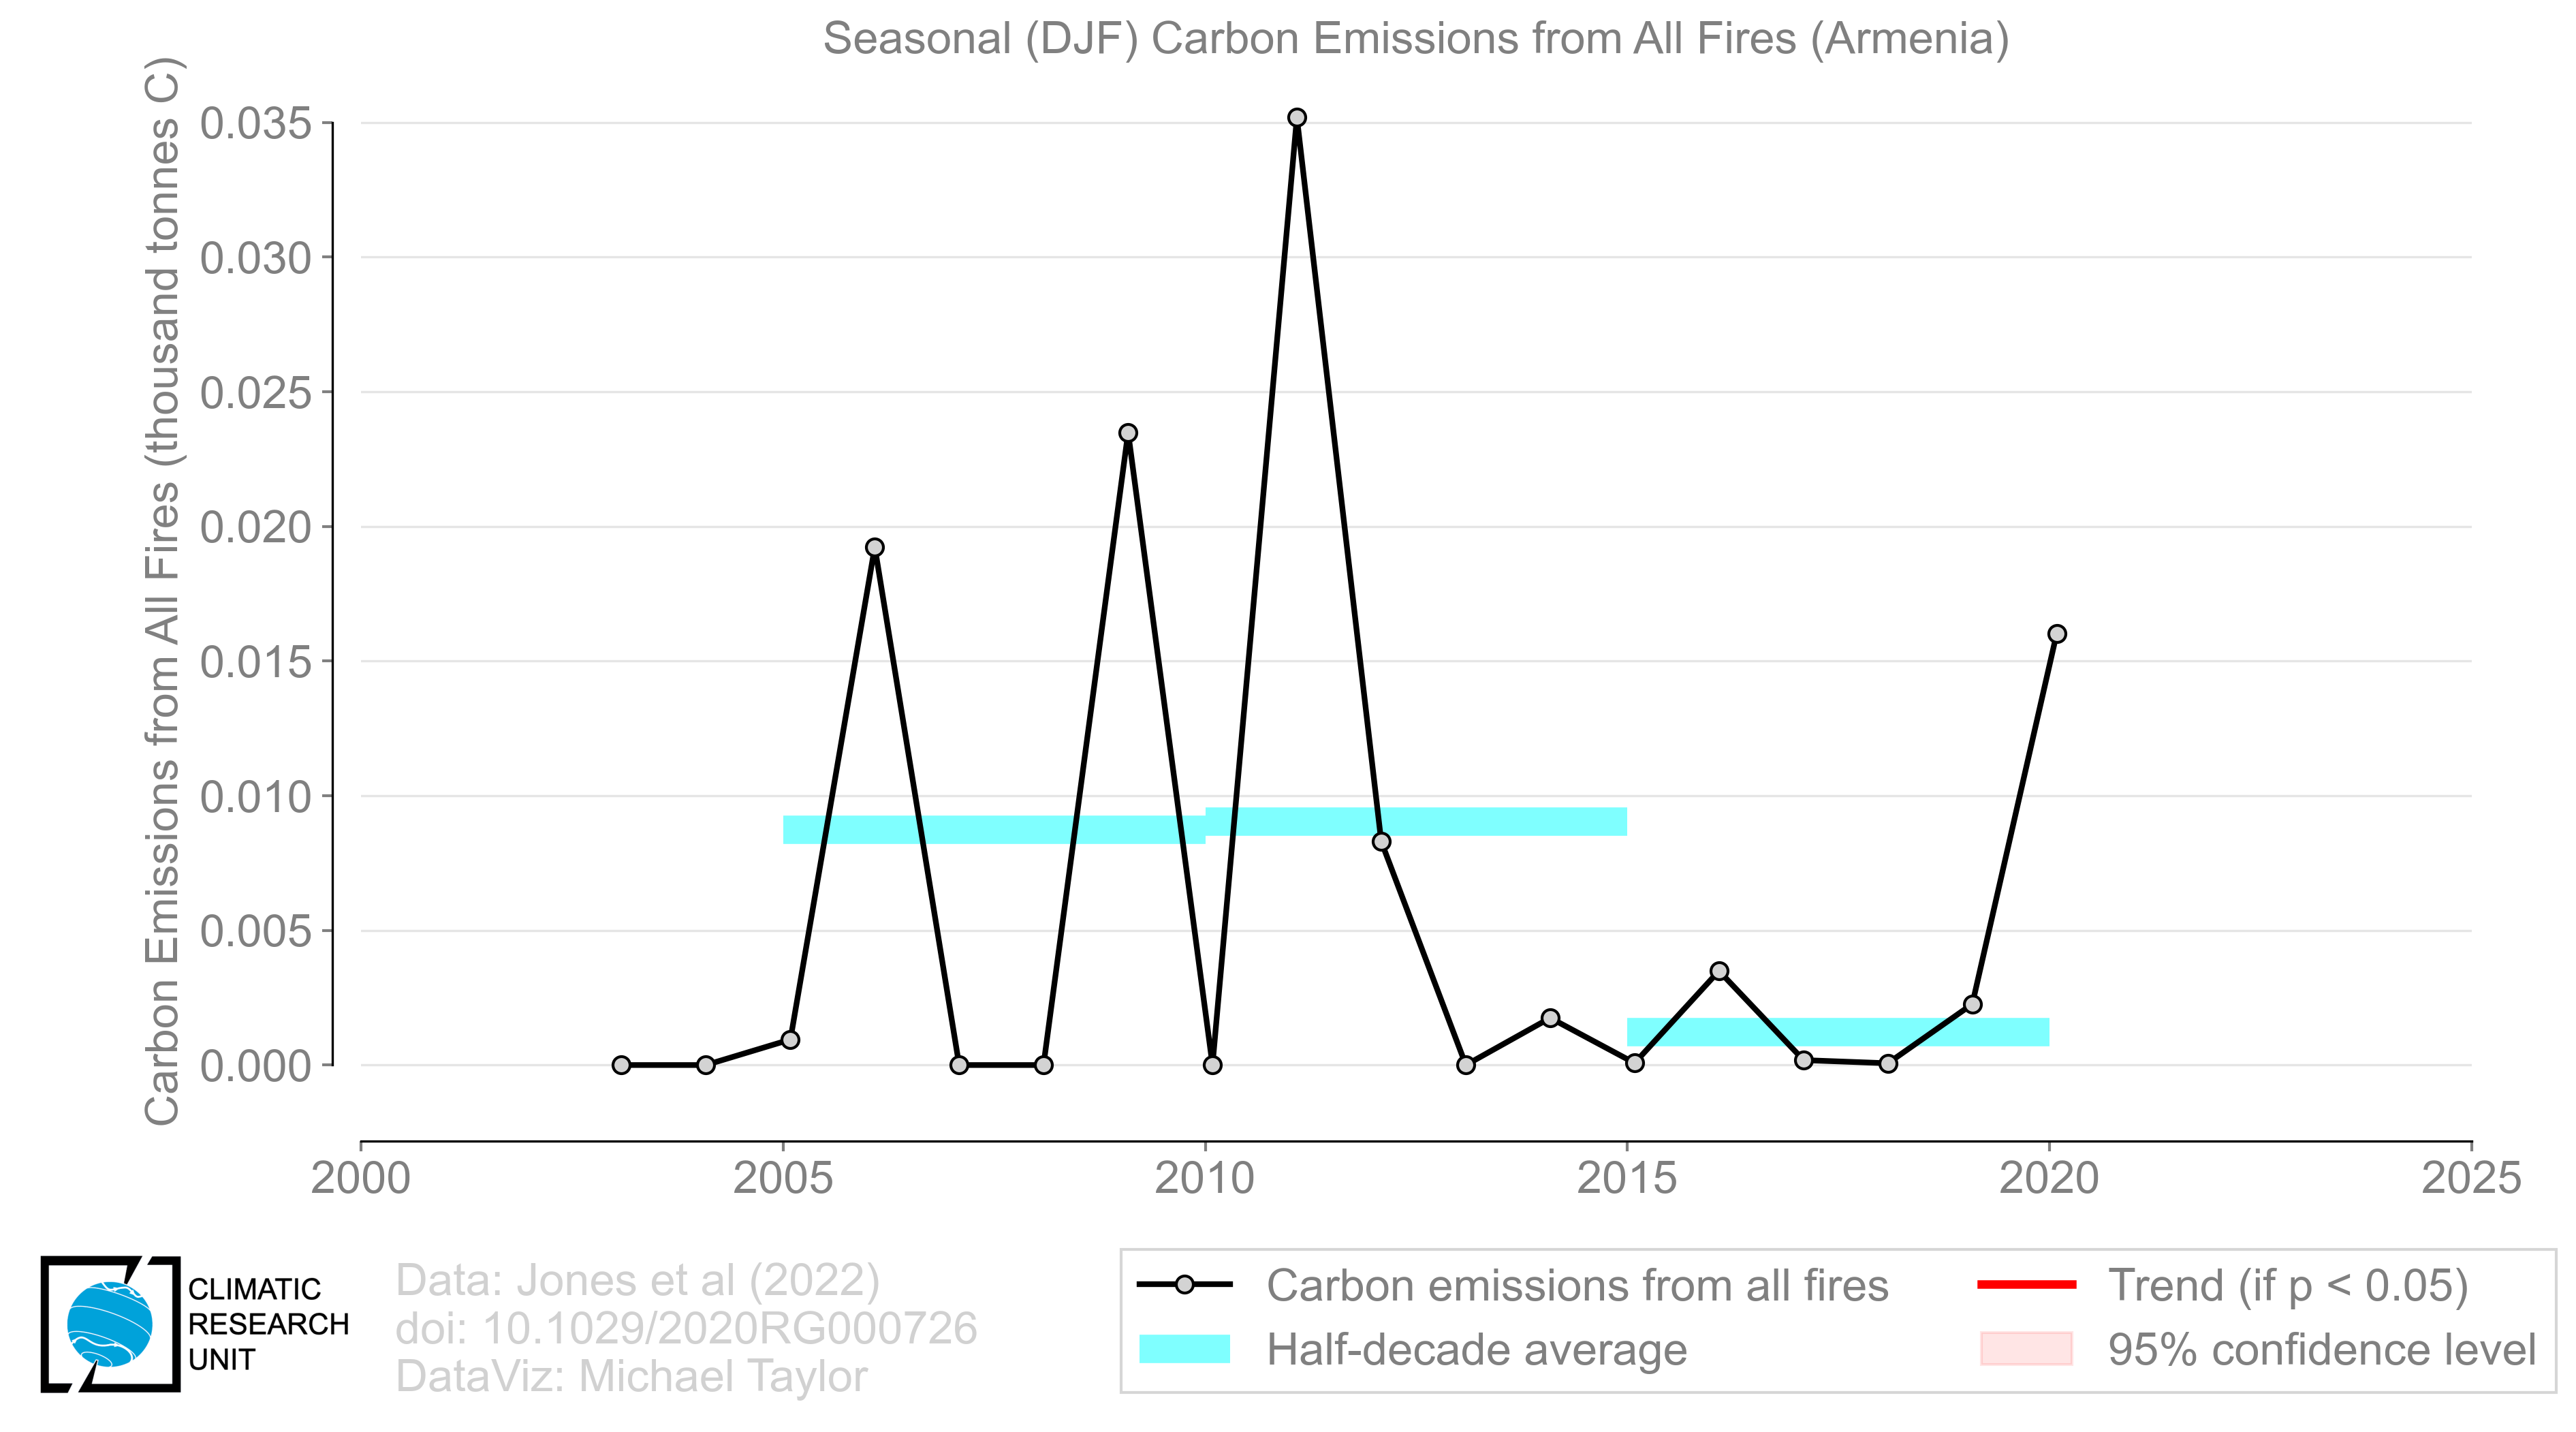 Seasonal (DJF) Carbon Emissions from All Fires (Armenia)
Carbon Emissions from All Fires (thousand tonnes C)
0.035
0.030
0.025
0.020
0.015
0.010
0.005
0.000
2000 2005 2010 2015 2020 2025
CLIMATIC
RESEARCH
UNIT
Data: Jones et al (2022)
doi: 10.1029/2020RG000726
DataViz: Michael Taylor
Carbon emissions from all fires
Half-decade average
Trend (if p < 0.05)
95% confidence level